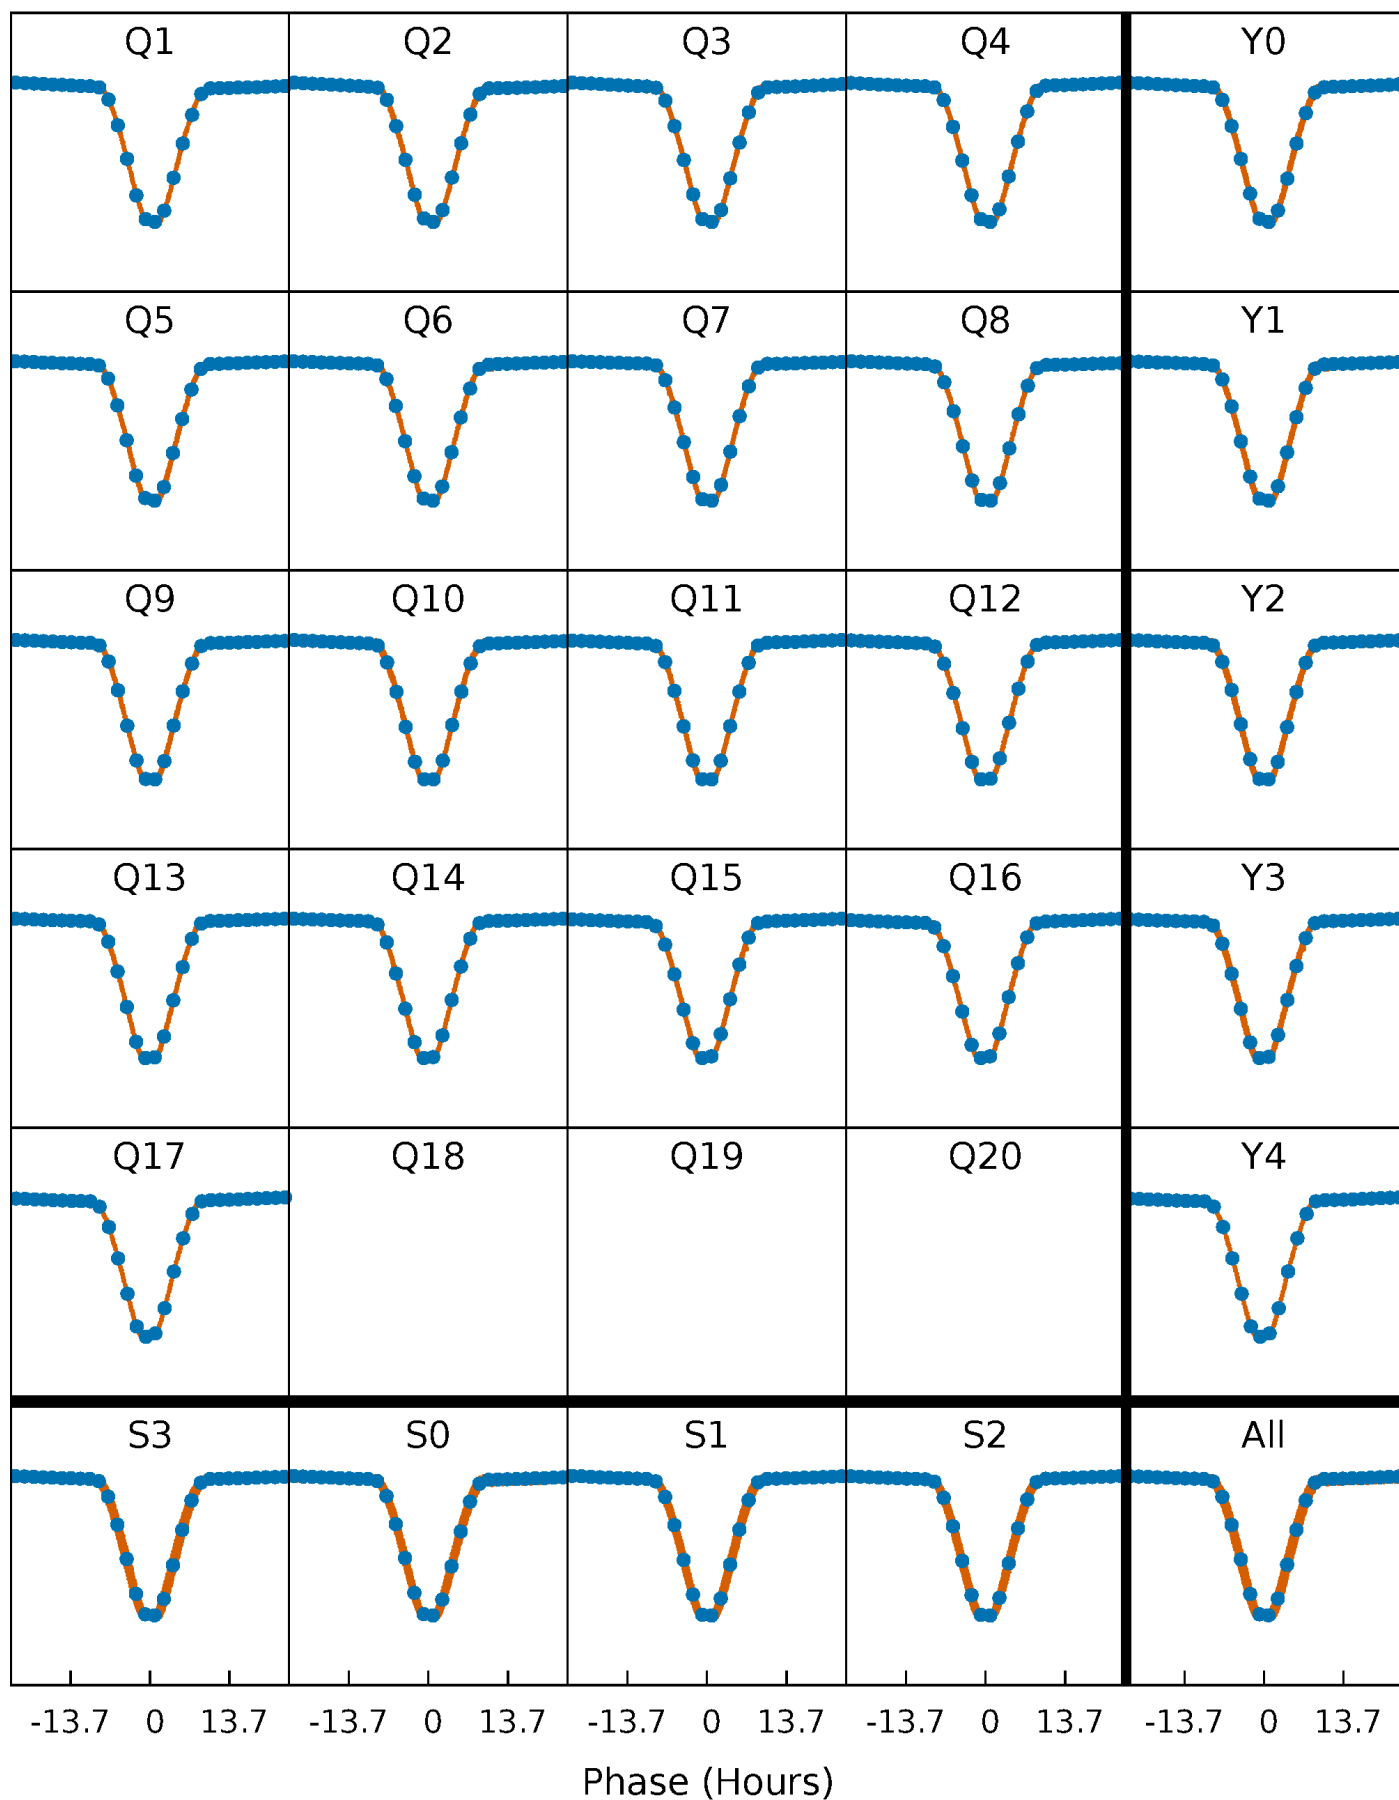 Q1 Q2 Q3 Q4 Y0
Q5 Q6 Q7 Q8 Y1
Q9 Q10 Q11 Q12 Y2
Q13 Q14 Q15 Q16 Y3
Q17 Q18 Q19 Q20 Y4
S3 S0 S1 S2 All
-13.7 0 13.7 -13.7 0 13.7 -13.7 0 13.7 -13.7 0 13.7 -13.7 0 13.7
Phase (Hours)